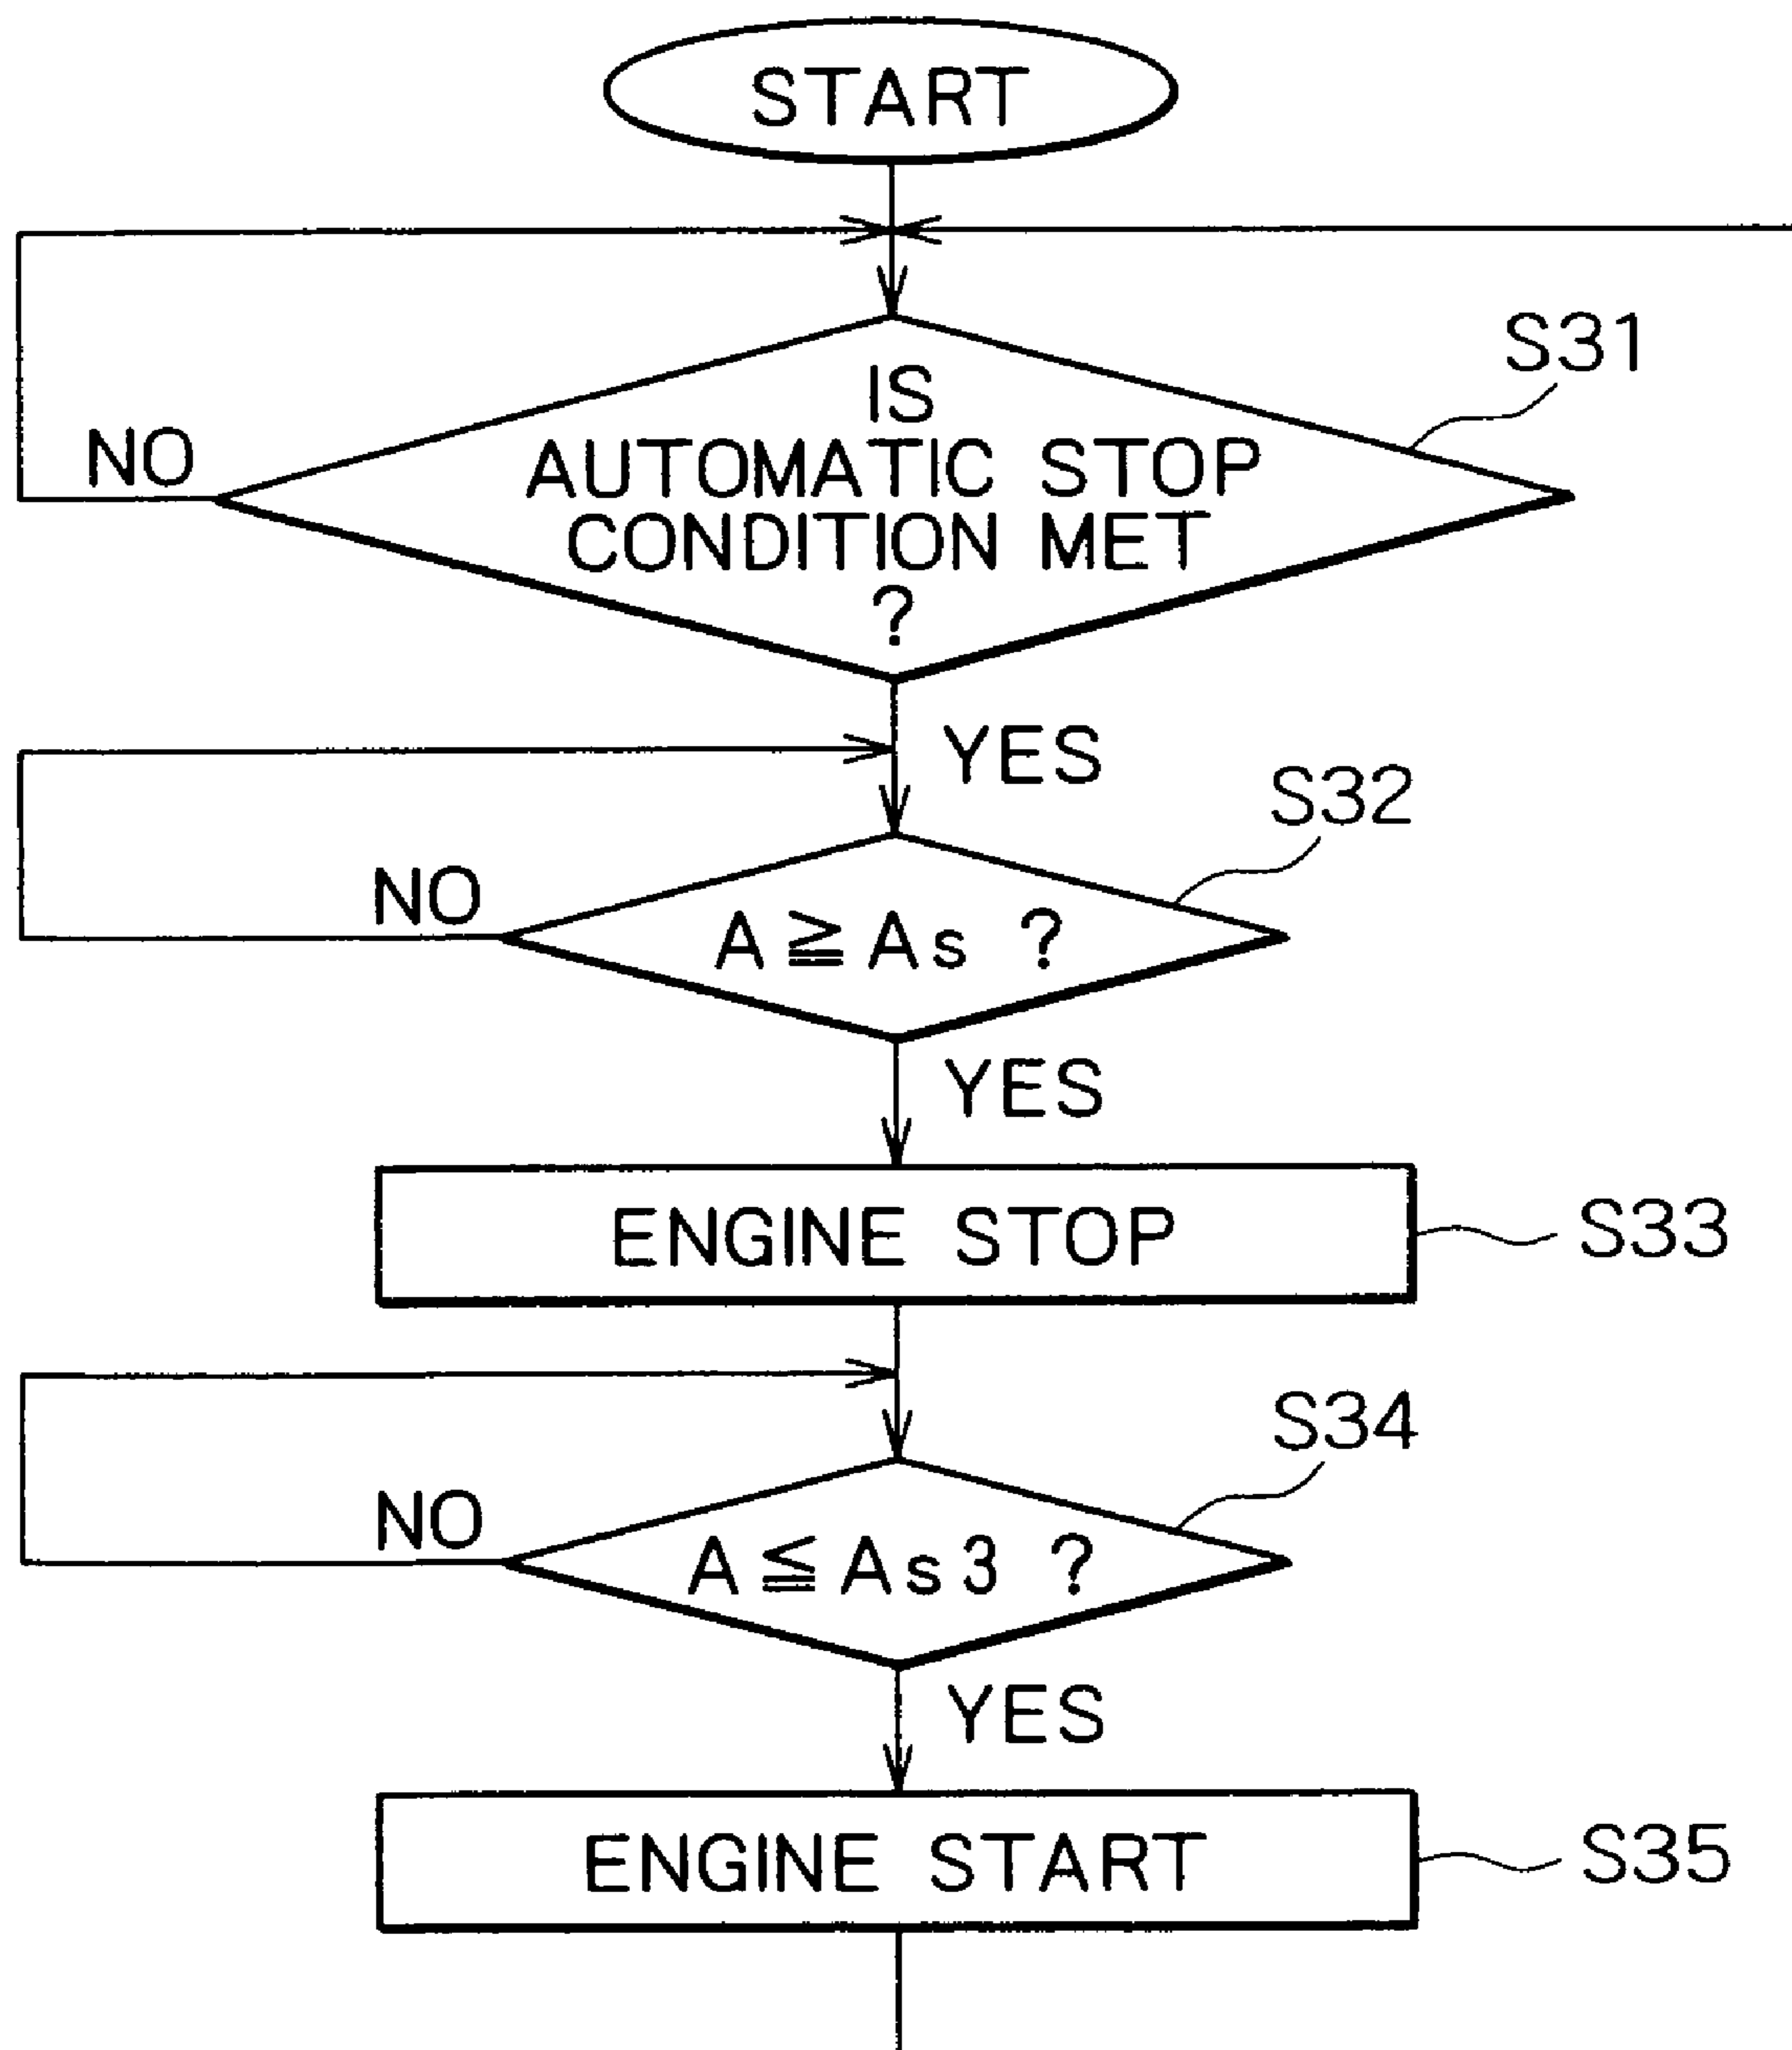 START
S31
IS
AUTOMATIC STOP
CONDITION MET
?
NO
YES
S32
NO
A ≧ As ?
YES
ENGINE STOP
S33
S34
NO
A ≦ As3 ?
YES
ENGINE START
S35